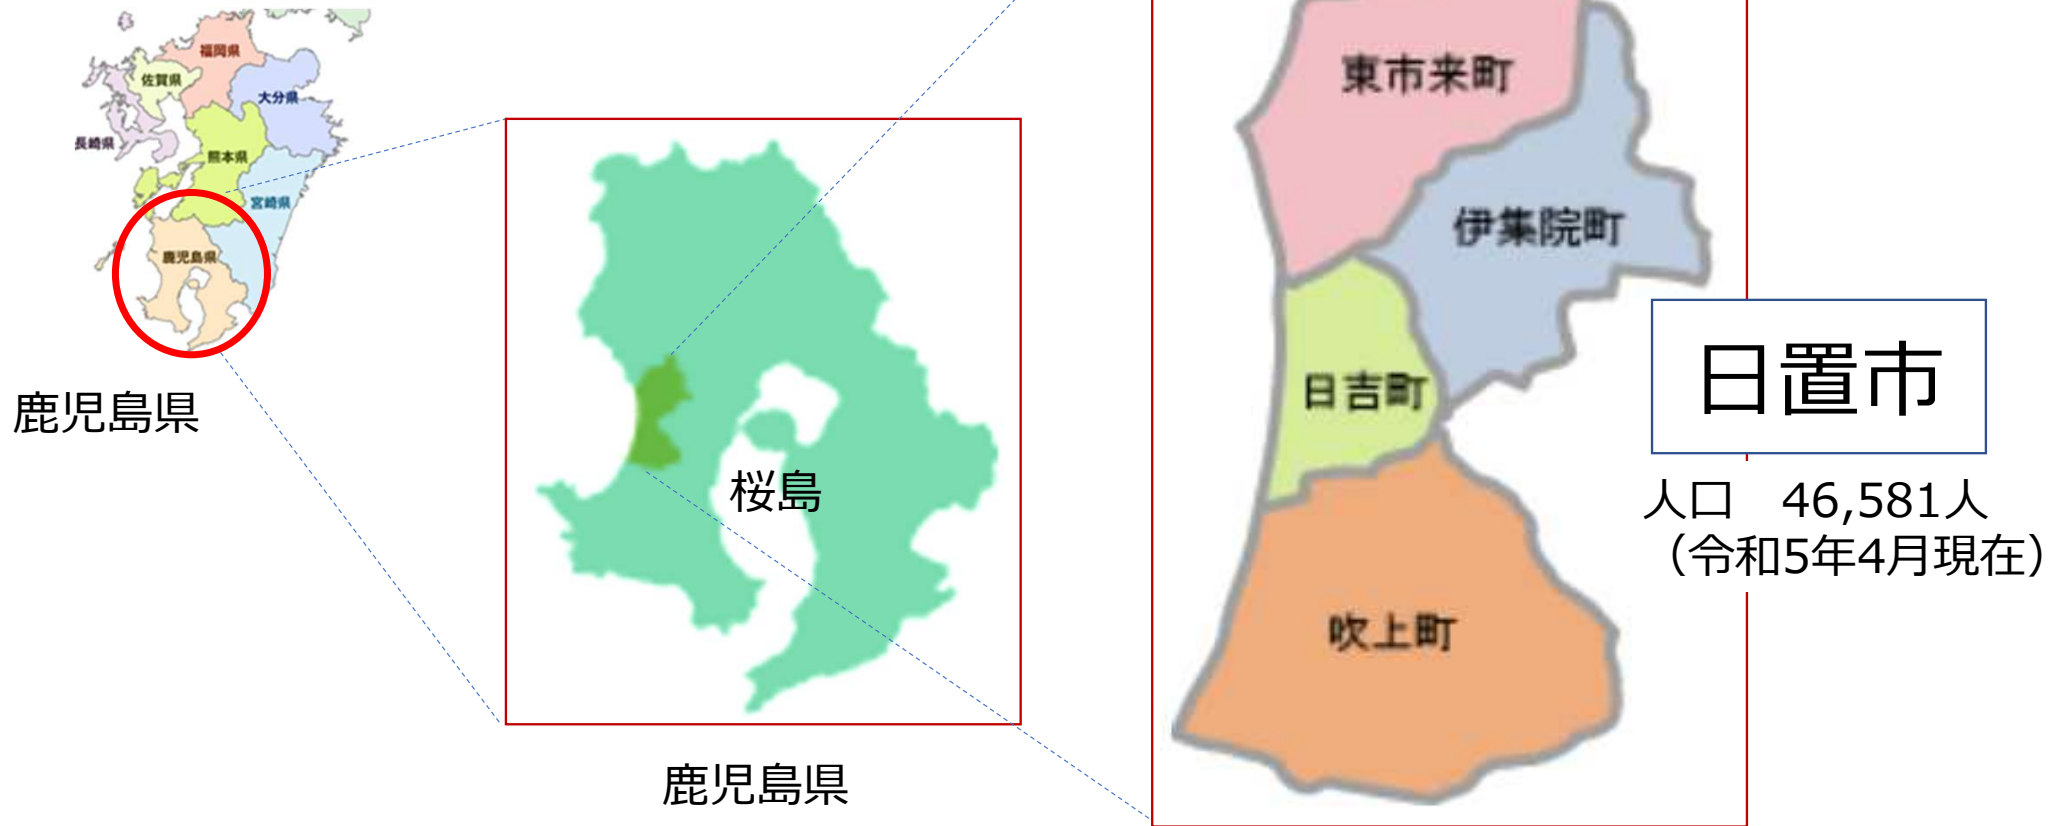 福岡県
佐賀県
大分県
長崎県
熊本県
宮崎県
鹿児島県
鹿児島県
桜島
鹿児島県
東市来町
伊集院町
日吉町
吹上町
日置市
人口　46,581人
（令和5年4月現在）